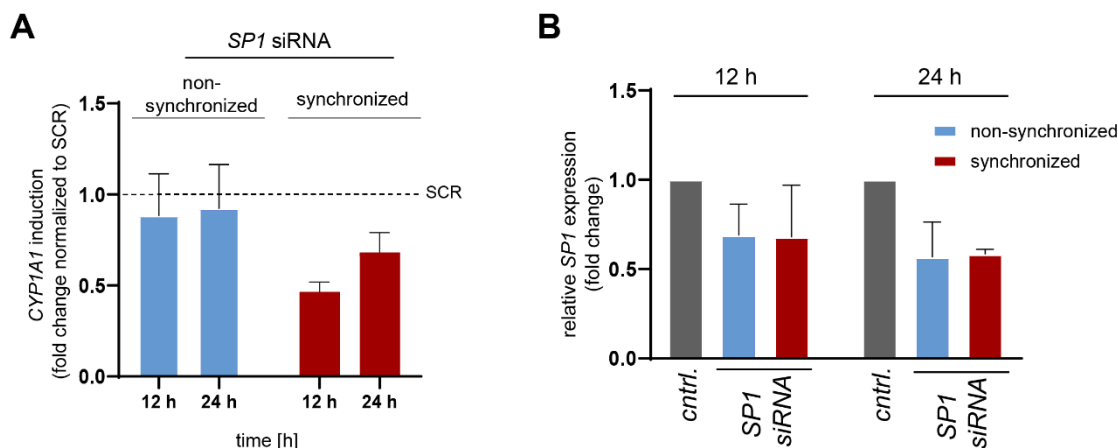 A
SP1 siRNA
non-
synchronized
synchronized
CYP1A1 induction
(fold change normalized to SCR)
1.5
1.0
0.5
0.0
SCR
12 h
24 h
12 h
24 h
time [h]
B
12 h
24 h
relative SP1 expression
(fold change)
1.5
1.0
0.5
0.0
non-synchronized
synchronized
cntrl.
SP1
siRNA
cntrl.
SP1
siRNA